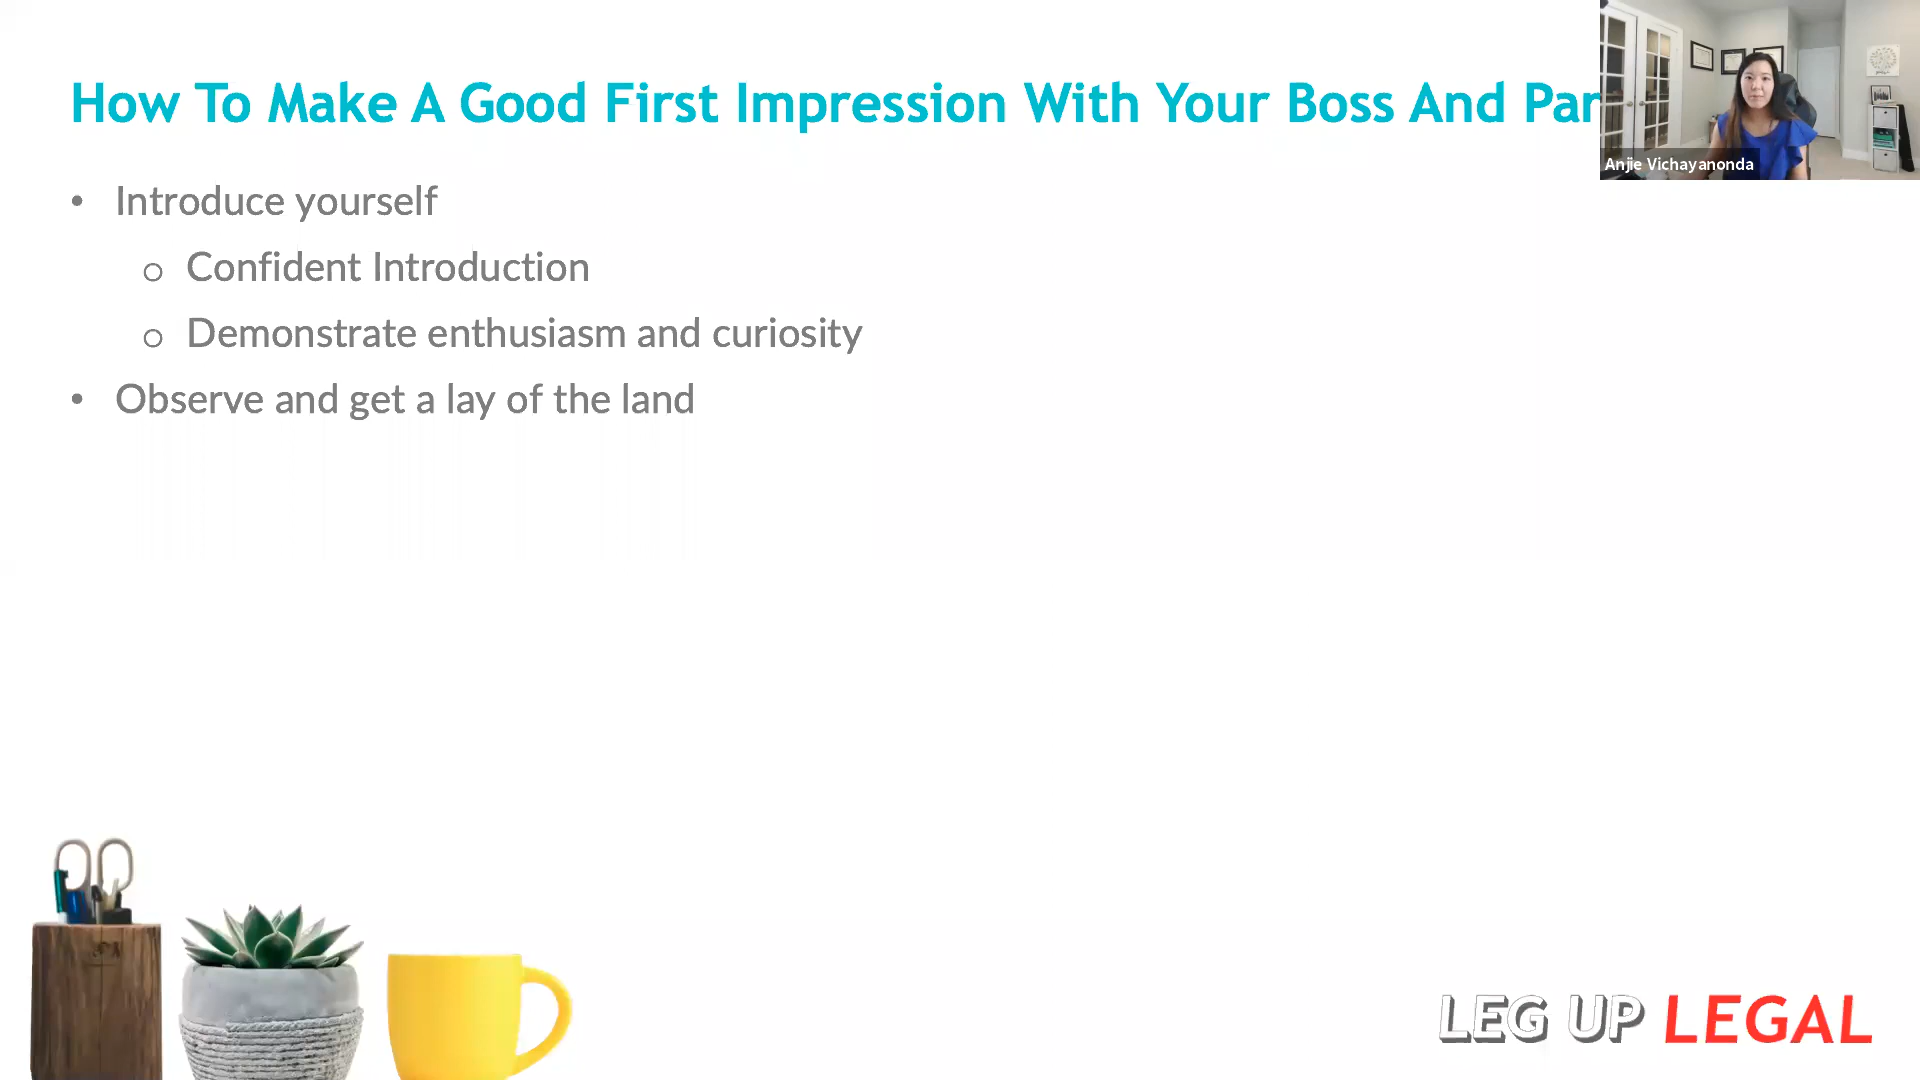 How To Make A Good First Impression With Your Boss And Par
Anjie Vichayanonda
• Introduce yourself
o Confident Introduction
o Demonstrate enthusiasm and curiosity
• Observe and get a lay of the land
LEG UP LEGAL